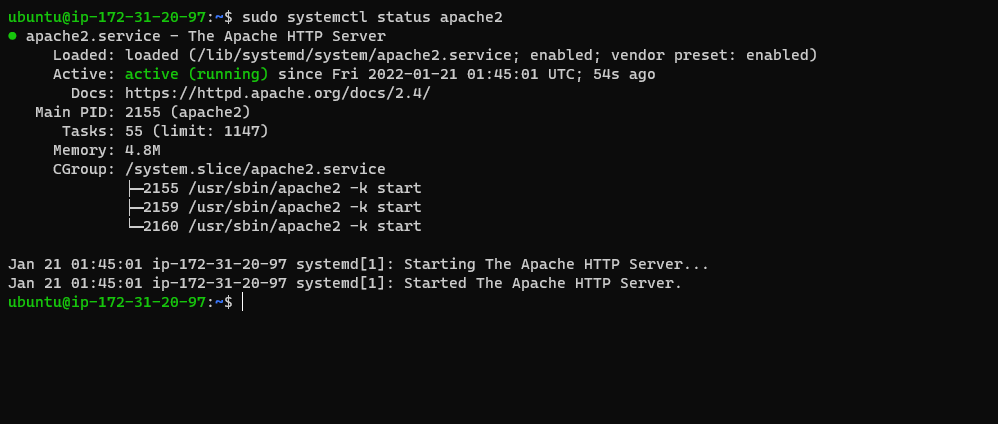 ubuntu@ip-172-31-20-97:~$ sudo systemctl status apache2
● apache2.service - The Apache HTTP Server
     Loaded: loaded (/lib/systemd/system/apache2.service; enabled; vendor preset: enabled)
     Active: active (running) since Fri 2022-01-21 01:45:01 UTC; 54s ago
       Docs: https://httpd.apache.org/docs/2.4/
   Main PID: 2155 (apache2)
      Tasks: 55 (limit: 1147)
     Memory: 4.8M
     CGroup: /system.slice/apache2.service
             ├─2155 /usr/sbin/apache2 -k start
             ├─2159 /usr/sbin/apache2 -k start
             └─2160 /usr/sbin/apache2 -k start

Jan 21 01:45:01 ip-172-31-20-97 systemd[1]: Starting The Apache HTTP Server...
Jan 21 01:45:01 ip-172-31-20-97 systemd[1]: Started The Apache HTTP Server.
ubuntu@ip-172-31-20-97:~$